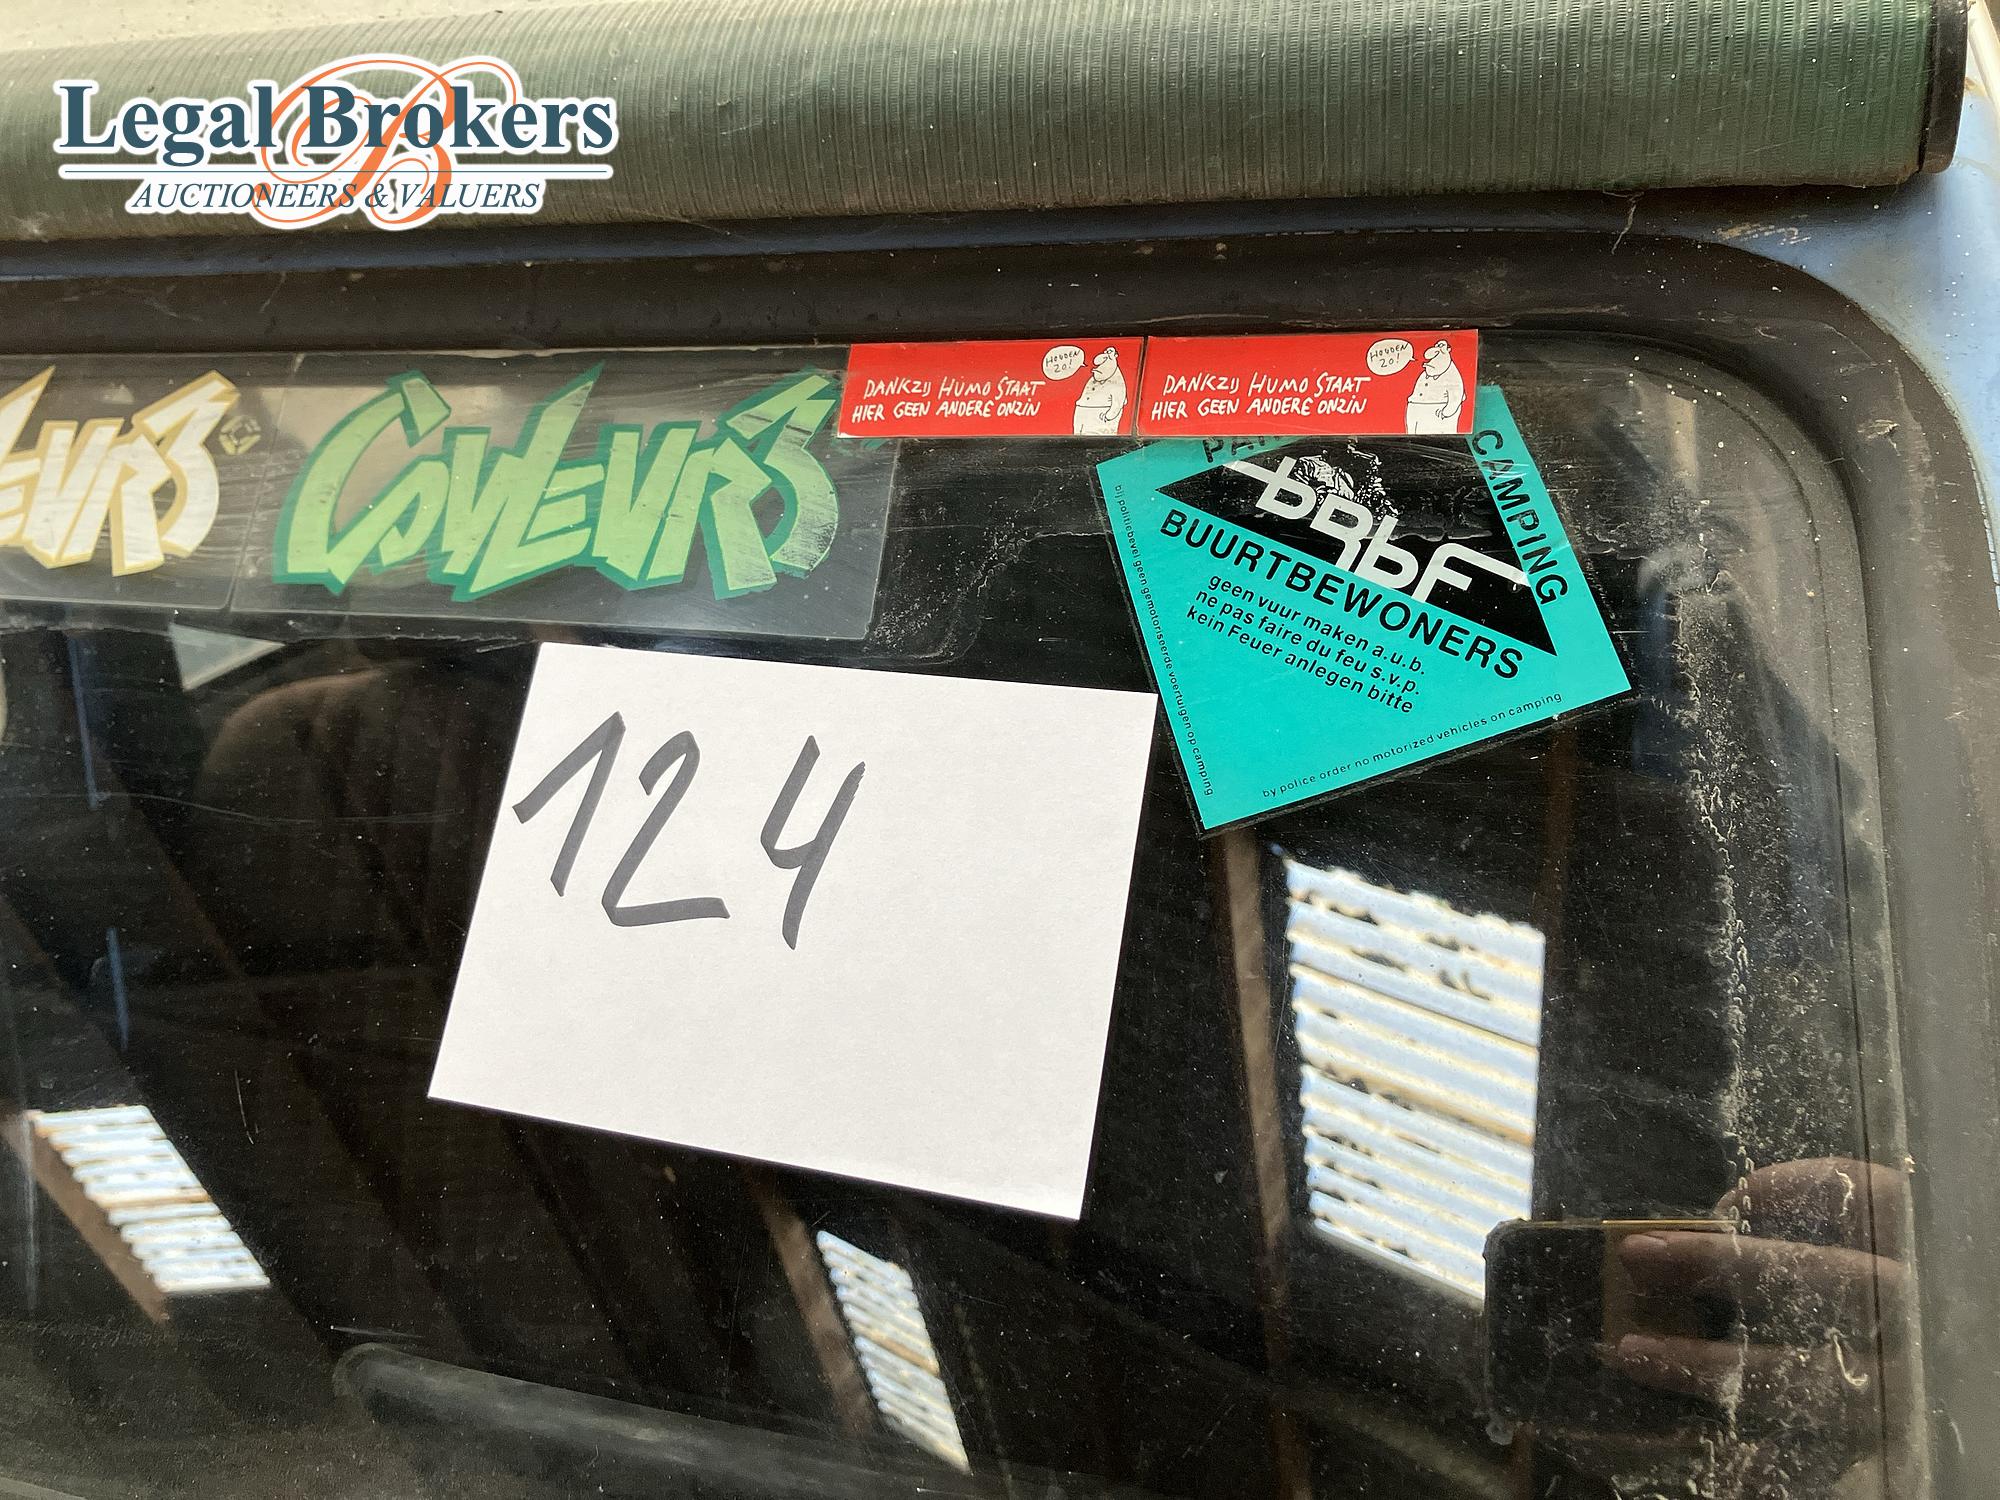 Legal Brokers
AUCTIONEERS & VALUERS
COULEURS
HOUDEN
ZO!
DANKZIJ HUMO STAAT
HIER GEEN ANDERE ONZIN
HOUDEN
ZO!
DANKZIJ HUMO STAAT
HIER GEEN ANDERE ONZIN
CAMPING
BRBF
BUURTBEWONERS
geen vuur maken a.u.b.
ne pas faire du feu s.v.p.
kein Feuer anlegen bitte
bij politiebevel geen gemotoriseerde voertuigen op camping
by police order no motorized vehicles on camping
124